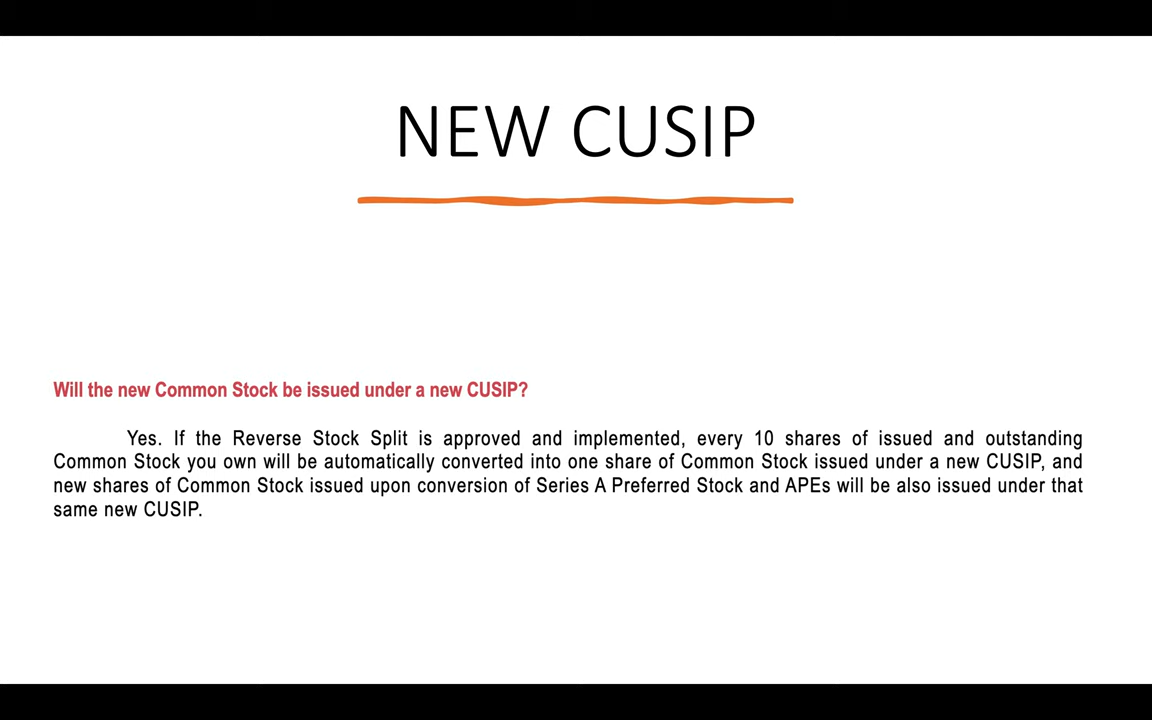 NEW CUSIP
Will the new Common Stock be issued under a new CUSIP?
Yes. If the Reverse Stock Split is approved and implemented, every 10 shares of issued and outstanding
Common Stock you own will be automatically converted into one share of Common Stock issued under a new CUSIP, and
new shares of Common Stock issued upon conversion of Series A Preferred Stock and APEs will be also issued under that
same new CUSIP.